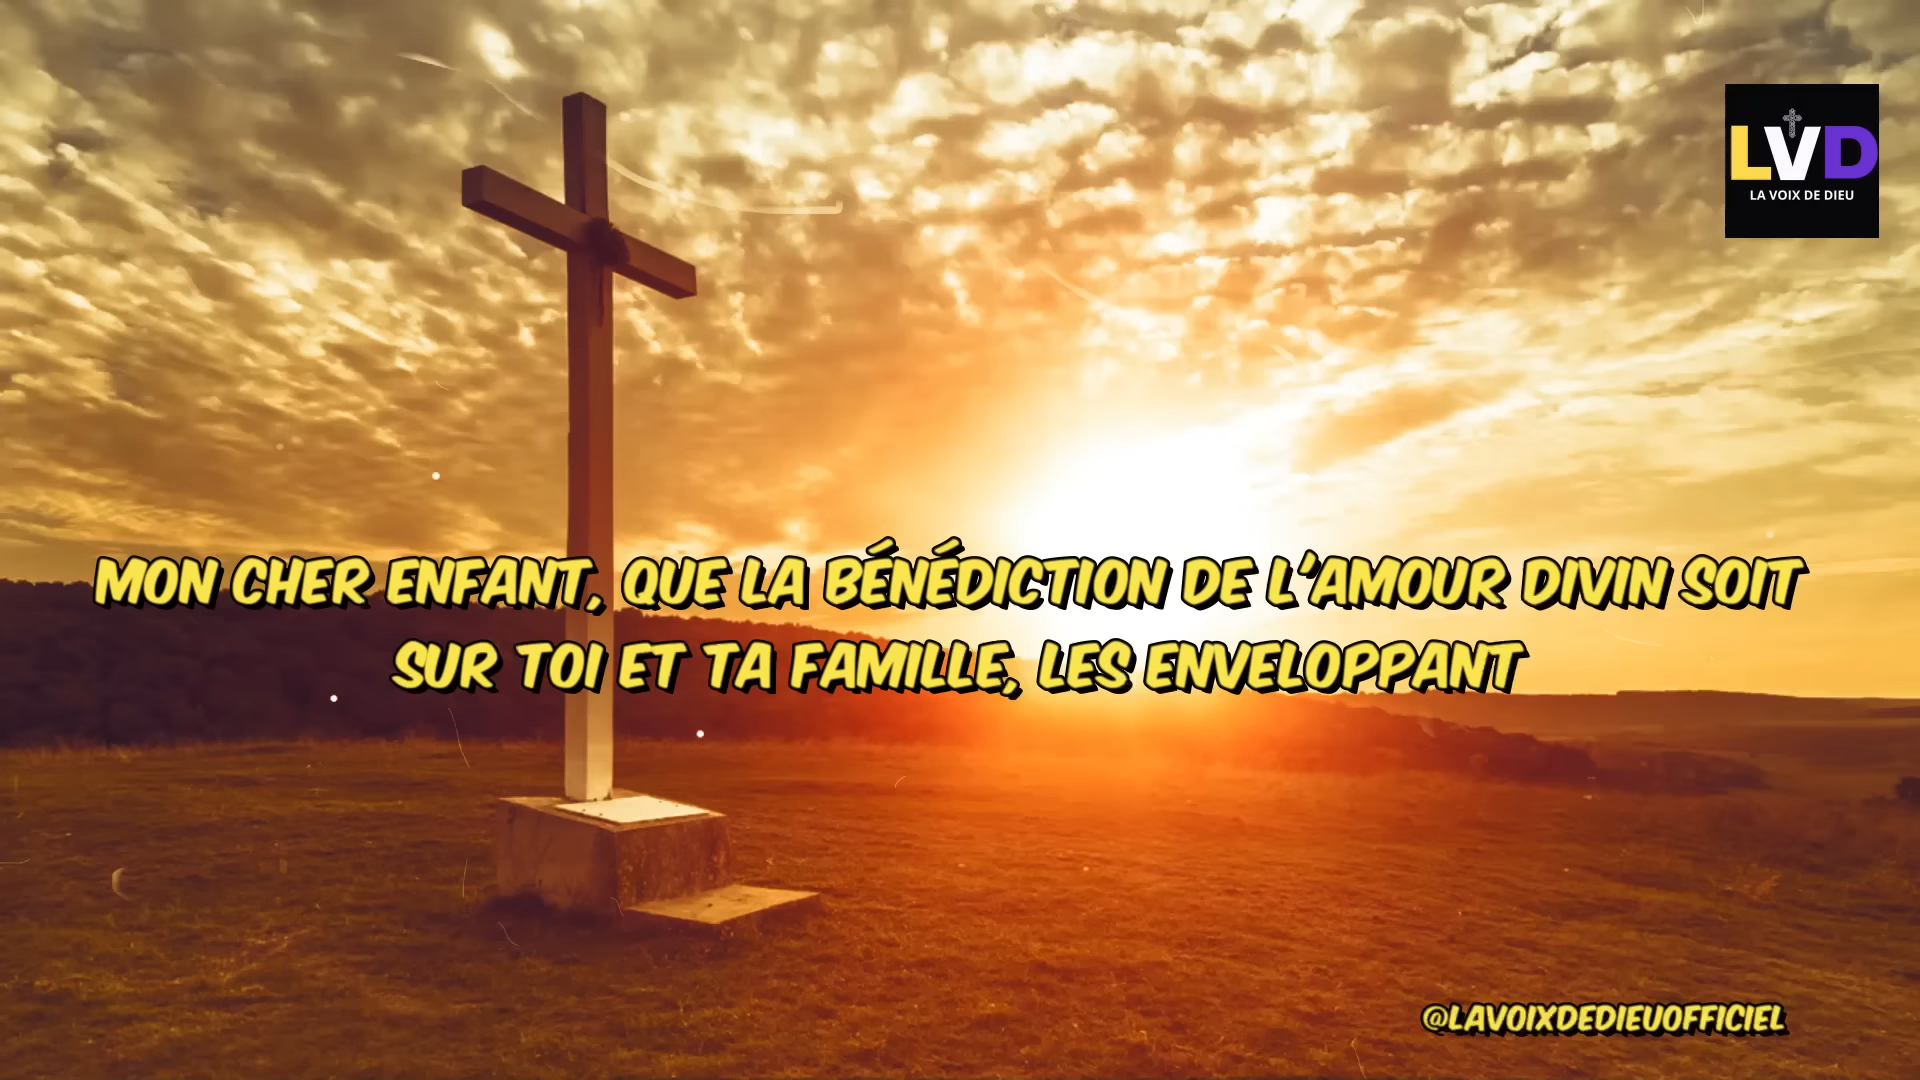 LVD
LA VOIX DE DIEU
MON CHER ENFANT, QUE LA BÉNÉDICTION DE L'AMOUR DIVIN SOIT
SUR TOI ET TA FAMILLE, LES ENVELOPPANT
@LAVOIXDEDIEUOFFICIEL